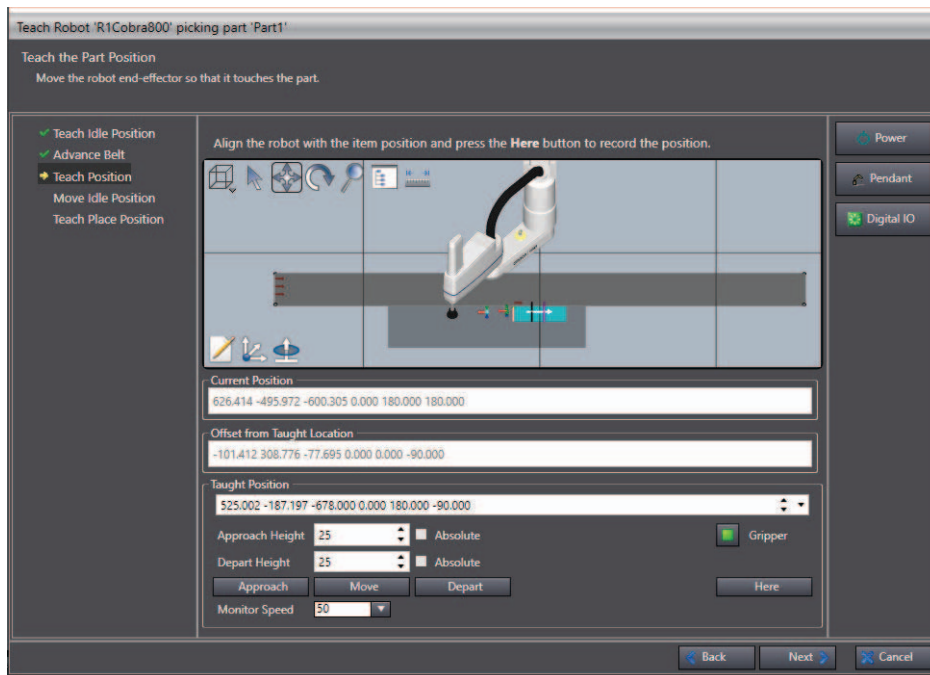 Teach Robot 'R1Cobra800' picking part 'Part1'
Teach the Part Position
Move the robot end-effector so that it touches the part.
Teach Idle Position
Advance Belt
Teach Position
Move Idle Position
Teach Place Position
Align the robot with the item position and press the Here button to record the position.
Power
Pendant
Digital IO
Current Position
626.414 -495.972 -600.305 0.000 180.000 180.000
Offset from Taught Location
-101.412 308.776 -77.695 0.000 0.000 -90.000
Taught Position
525.002 -187.197 -678.000 0.000 180.000 -90.000
Approach Height 25 Absolute Gripper
Depart Height 25 Absolute
Approach Move Depart Here
Monitor Speed 50
Back Next Cancel